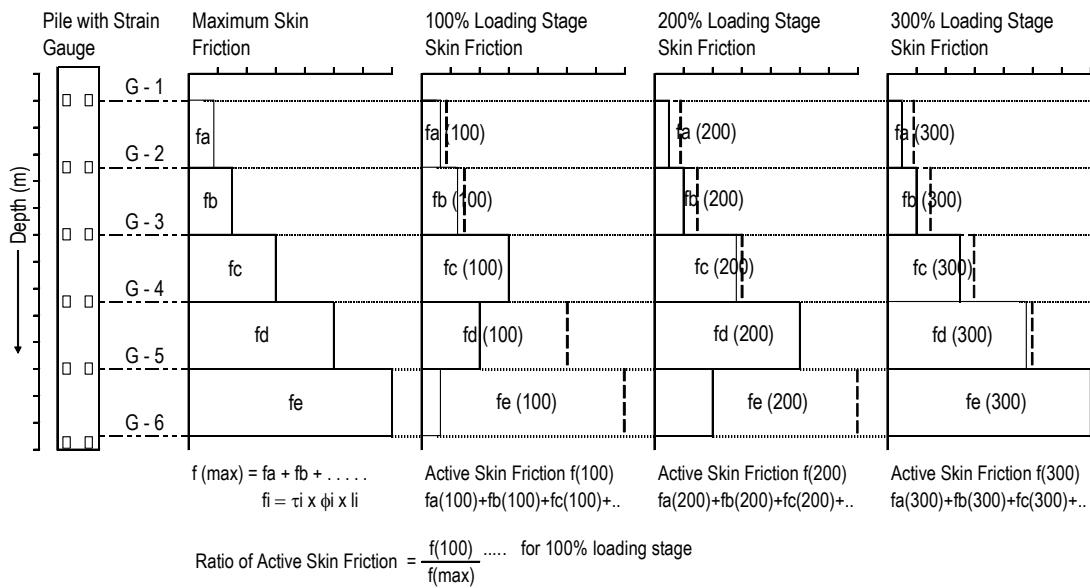 Pile with Strain
Gauge
Maximum Skin
Friction
100% Loading Stage
Skin Friction
200% Loading Stage
Skin Friction
300% Loading Stage
Skin Friction
Depth (m)
G - 1
fa
fa (100)
fa (200)
fa (300)
G - 2
fb
fb (100)
fb (200)
fb (300)
G - 3
fc
fc (100)
fc (200)
fc (300)
G - 4
fd
fd (100)
fd (200)
fd (300)
G - 5
fe
fe (100)
fe (200)
fe (300)
G - 6
f (max) = fa + fb + . . . . .
fi = τi x ϕi x li
Active Skin Friction f(100)
fa(100)+fb(100)+fc(100)+..
Active Skin Friction f(200)
fa(200)+fb(200)+fc(200)+..
Active Skin Friction f(300)
fa(300)+fb(300)+fc(300)+..
Ratio of Active Skin Friction = f(100) ..... for 100% loading stage
f(max)